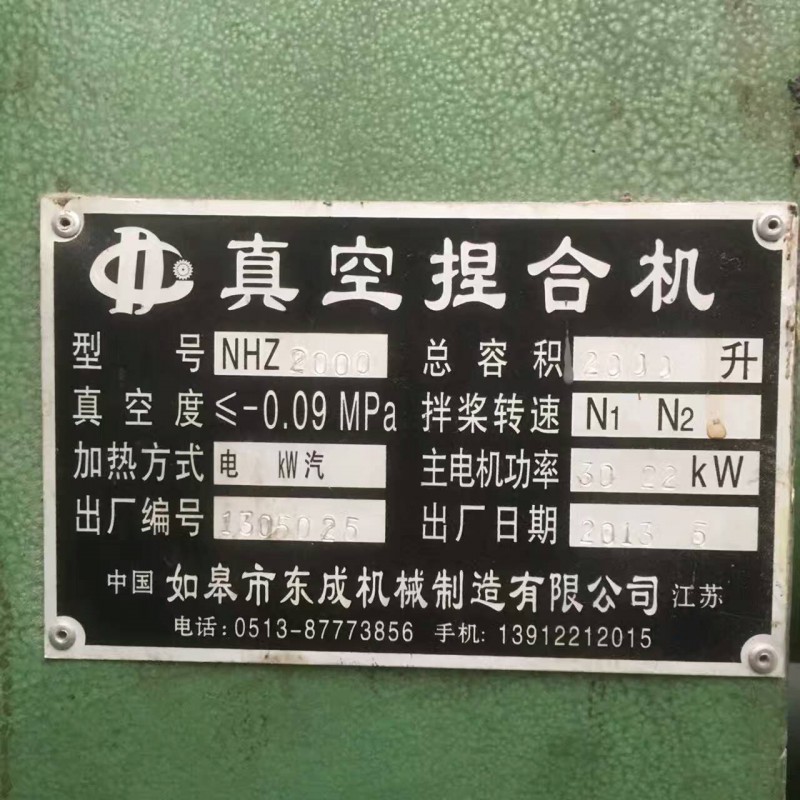 真空捏合机
型号 NHZ 2000 总容积 2000 升
真空度 ≤-0.09 MPa 拌桨转速 N1 N2
加热方式 电 kW汽 主电机功率 30 22 kW
出厂编号 1305025 出厂日期 2013 5
中国 如皋市东成机械制造有限公司 江苏
电话:0513-87773856 手机:13912212015